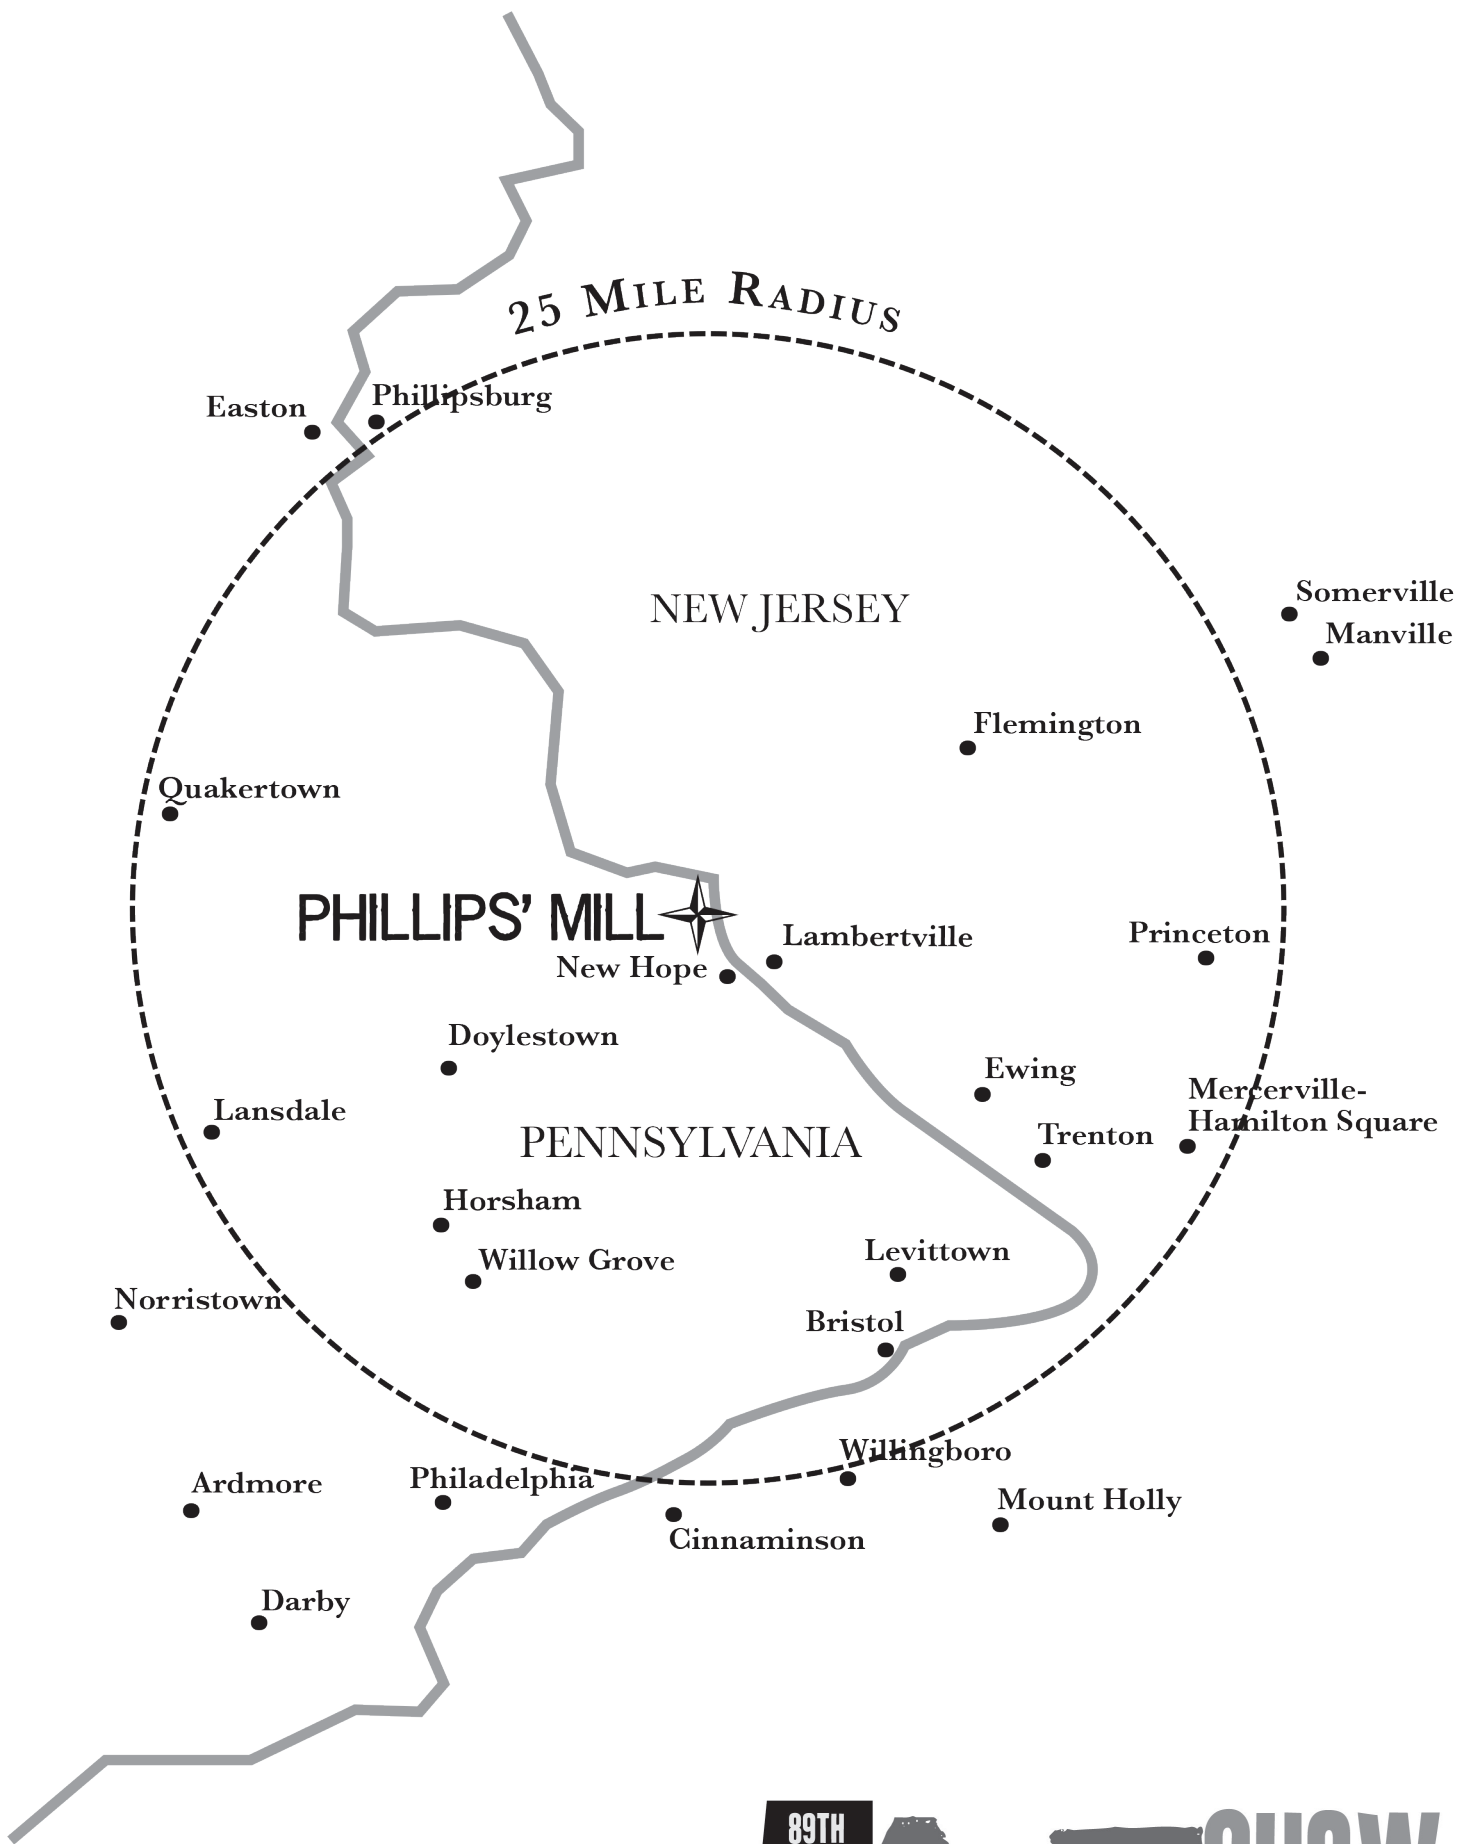 25 MILE RADIUS
Phillipsburg
Easton
Somerville
NEW JERSEY
Manville
Flemington
Quakertown
PHILLIPS’ MILL
Lambertville
Princeton
New Hope
Doylestown
Ewing
Mercerville-
Hamilton Square
Lansdale
Trenton
PENNSYLVANIA
Horsham
Levittown
Willow Grove
Norristown
Bristol
Willingboro
Philadelphia
Ardmore
Mount Holly
Cinnaminson
Darby
89TH
SHOW